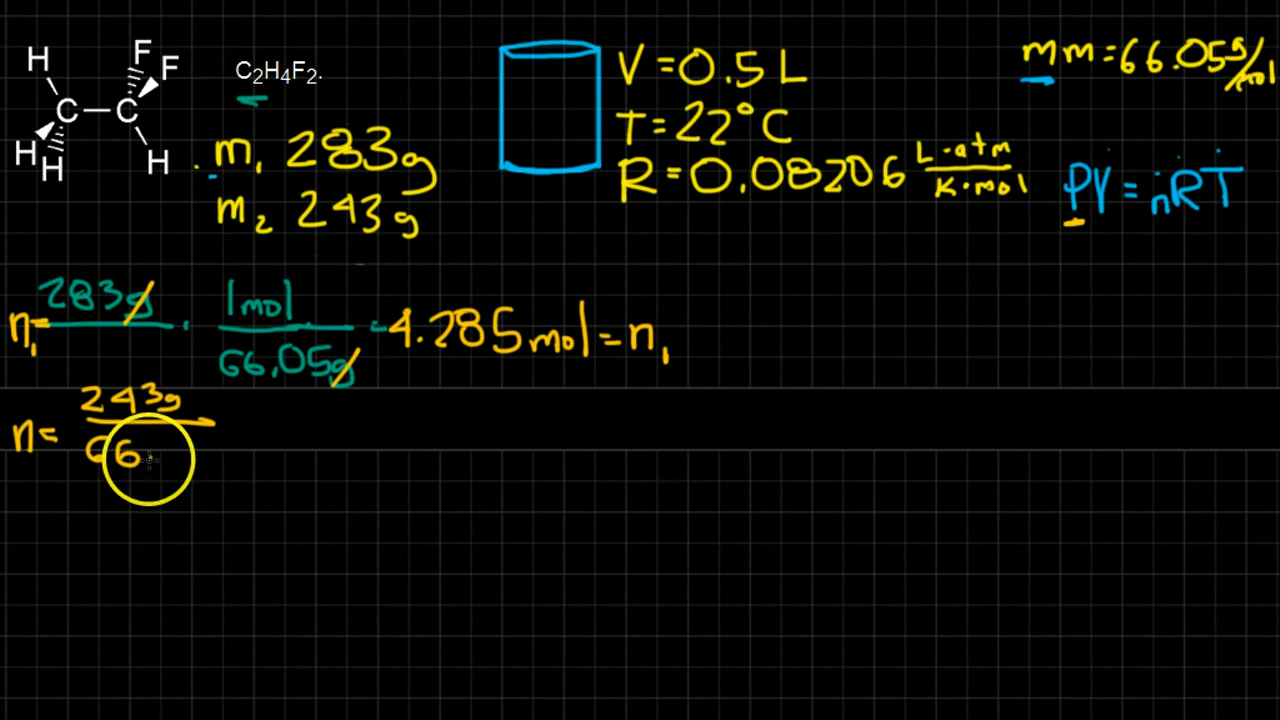 H F F
C C
H H H
C₂H₄F₂.
m₁ 283g
m₂ 243g
V = 0.5 L
T = 22°C
R = 0.08206 L·atm / K·mol
mm = 66.05g/mol
PV = nRT
n₁ = 283g / · 1mol / 66.05g = 4.285mol = n₁
n = 243g / 66